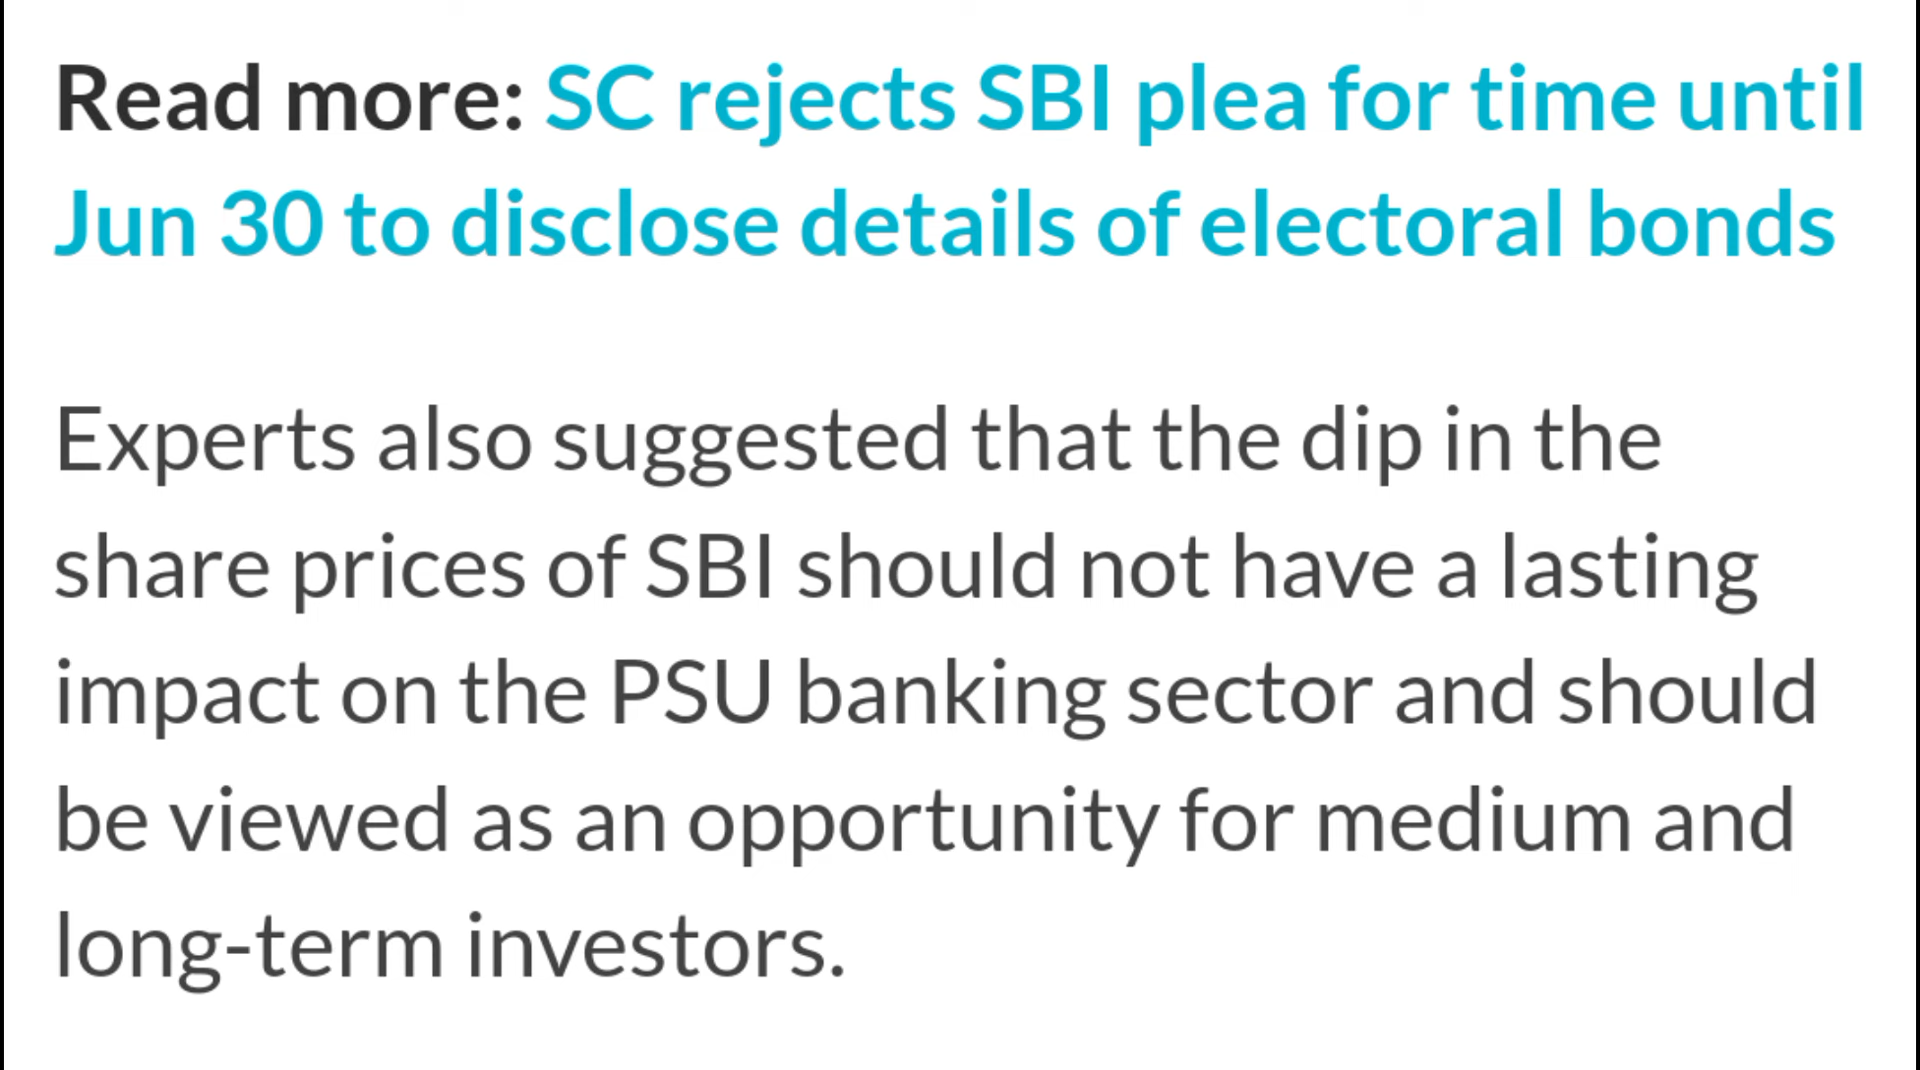 Read more: SC rejects SBI plea for time until
Jun 30 to disclose details of electoral bonds
Experts also suggested that the dip in the
share prices of SBI should not have a lasting
impact on the PSU banking sector and should
be viewed as an opportunity for medium and
long-term investors.